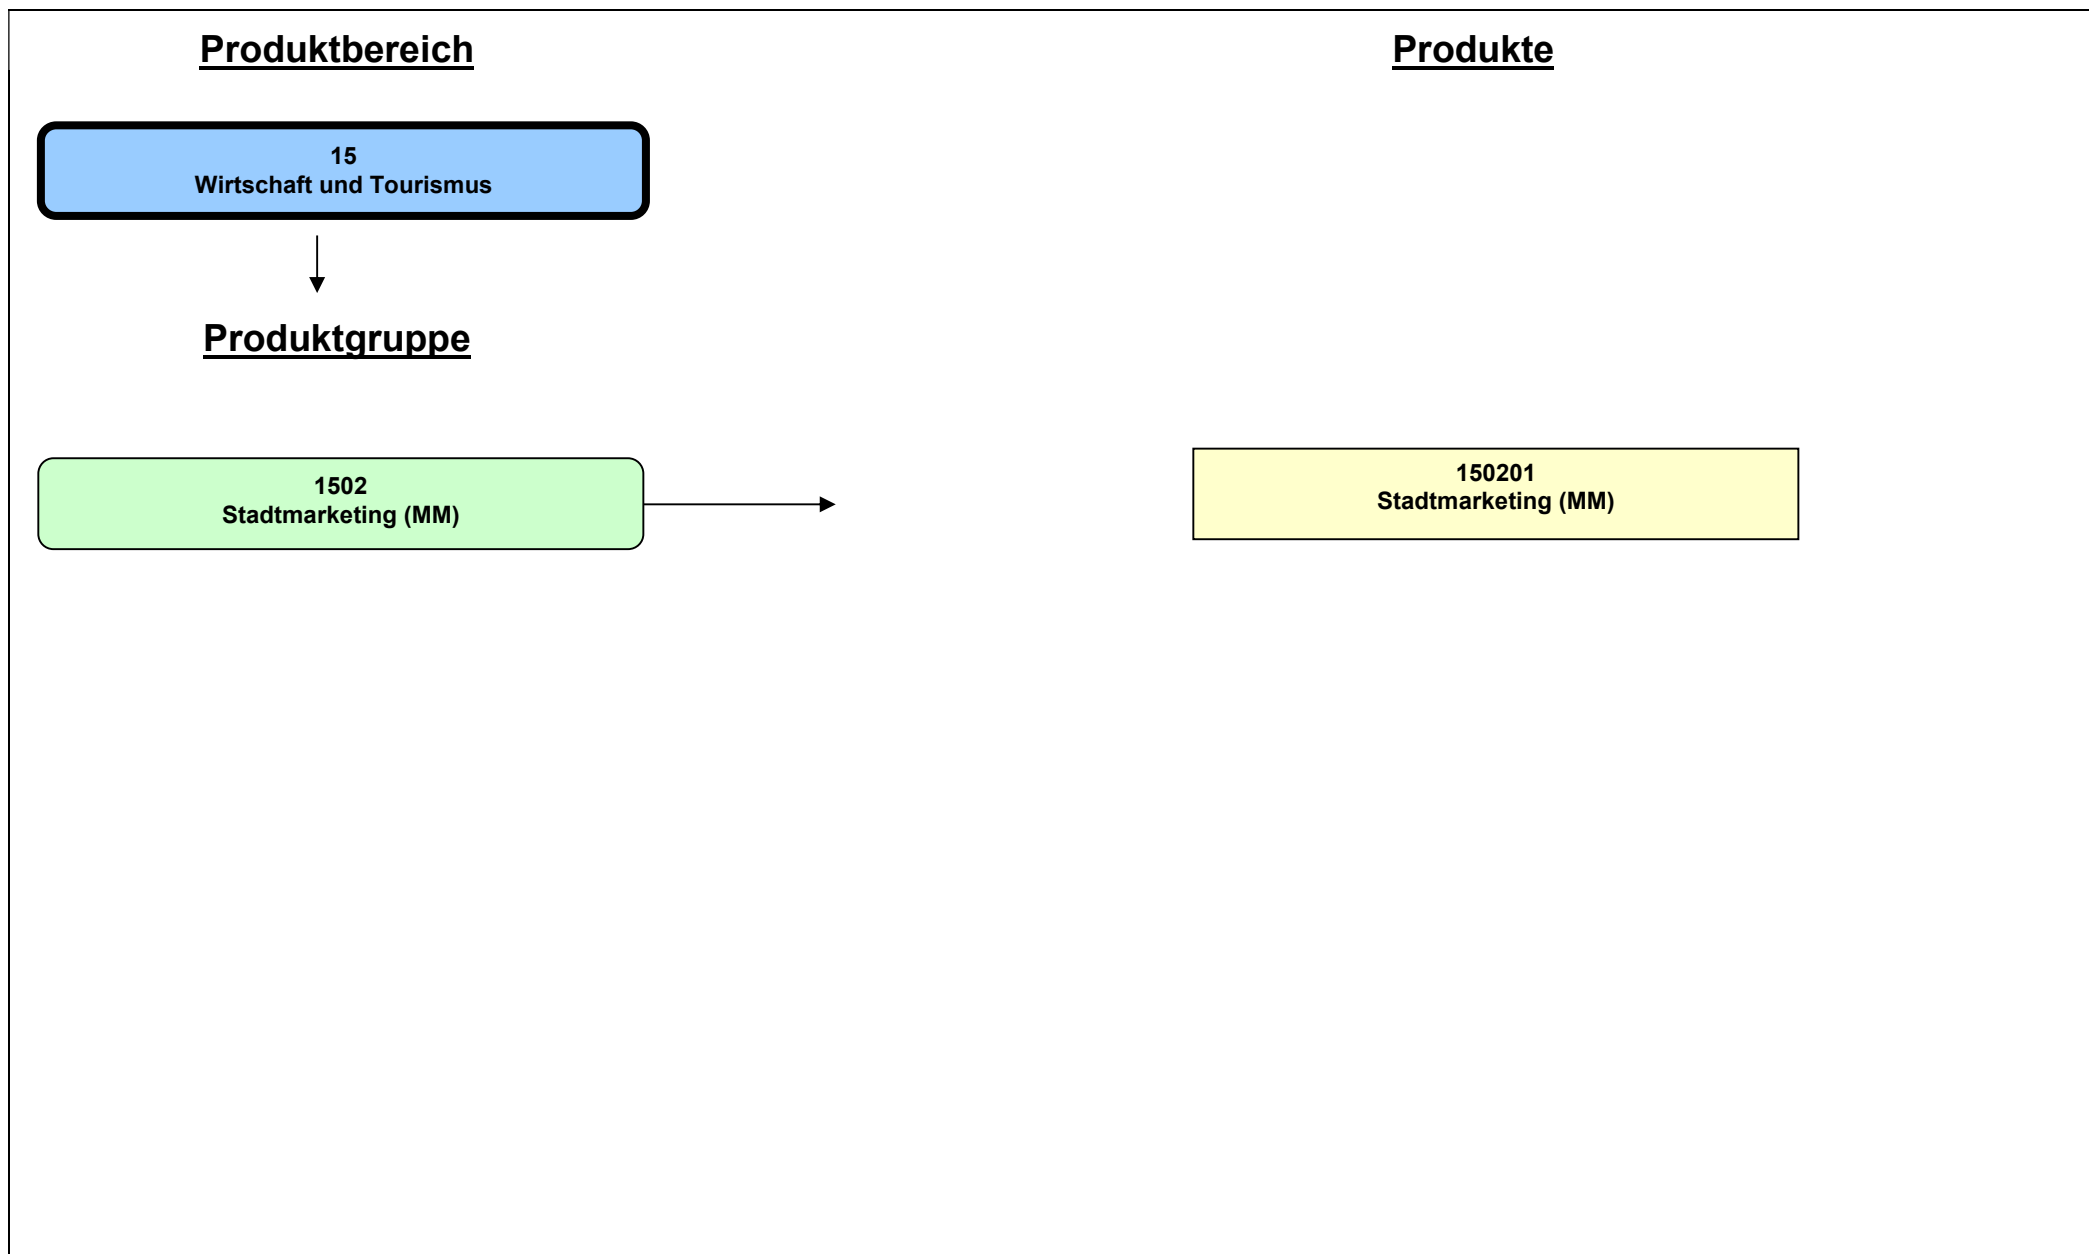 Produktbereich
Produkte
15
Wirtschaft und Tourismus
Produktgruppe
1502
Stadtmarketing (MM)
150201
Stadtmarketing (MM)